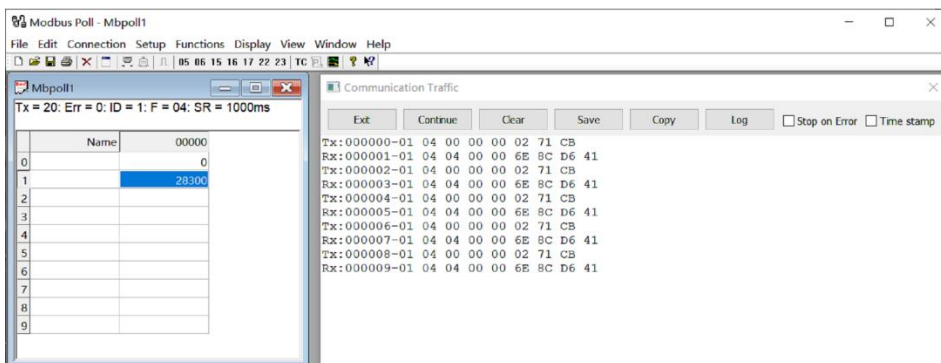 Modbus Poll - Mbpoll1
File Edit Connection Setup Functions Display View Window Help
05 06 15 16 17 22 23 TC
Mbpoll1
Tx = 20: Err = 0: ID = 1: F = 04: SR = 1000ms
Name 00000
0 0
1 28300
2
3
4
5
6
7
8
9
Communication Traffic
Exit Continue Clear Save Copy Log Stop on Error Time stamp
Tx:000000-01 04 00 00 00 02 71 CB
Rx:000001-01 04 04 00 00 6E 8C D6 41
Tx:000002-01 04 00 00 00 02 71 CB
Rx:000003-01 04 04 00 00 6E 8C D6 41
Tx:000004-01 04 00 00 00 02 71 CB
Rx:000005-01 04 04 00 00 6E 8C D6 41
Tx:000006-01 04 00 00 00 02 71 CB
Rx:000007-01 04 04 00 00 6E 8C D6 41
Tx:000008-01 04 00 00 00 02 71 CB
Rx:000009-01 04 04 00 00 6E 8C D6 41